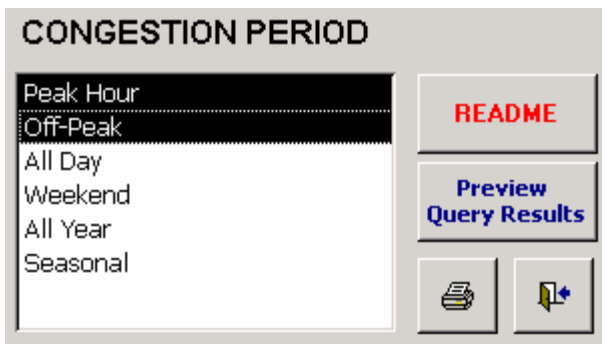 CONGESTION PERIOD
Peak Hour
Off-Peak
All Day
Weekend
All Year
Seasonal
README
Preview
Query Results